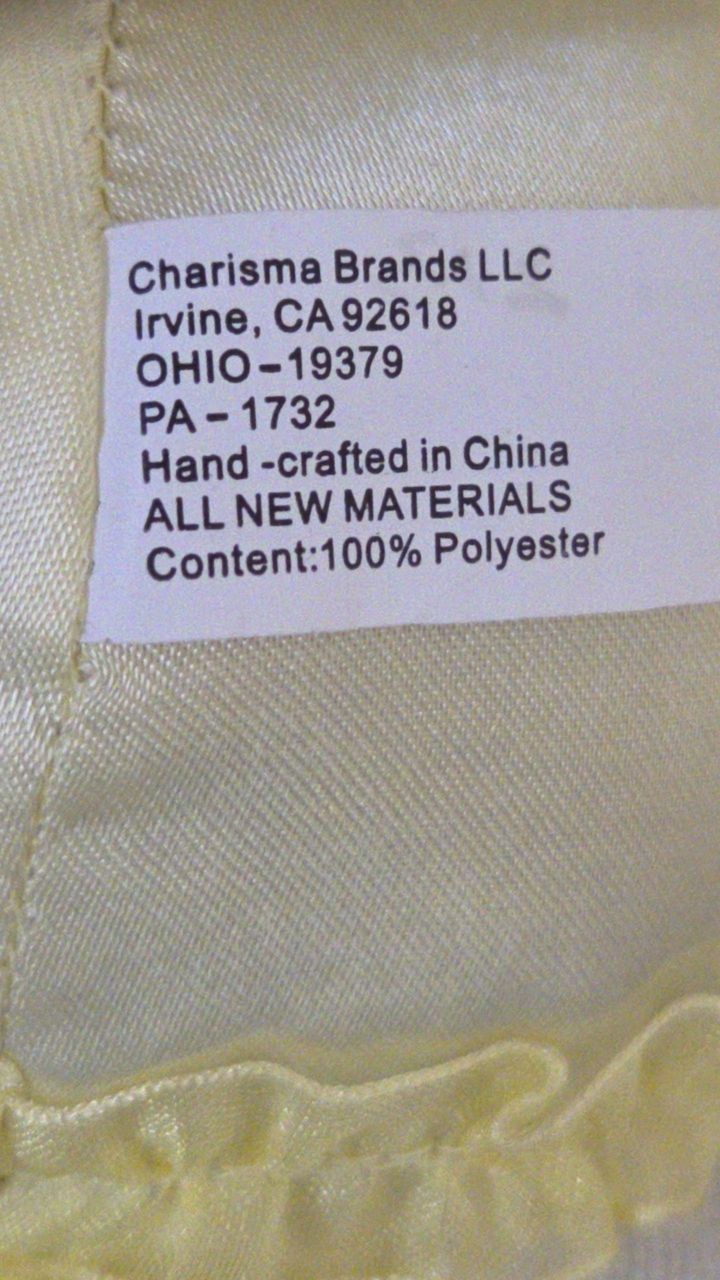 Charisma Brands LLC
Irvine, CA 92618
OHIO-19379
PA - 1732
Hand -crafted in China
ALL NEW MATERIALS
Content:100% Polyester